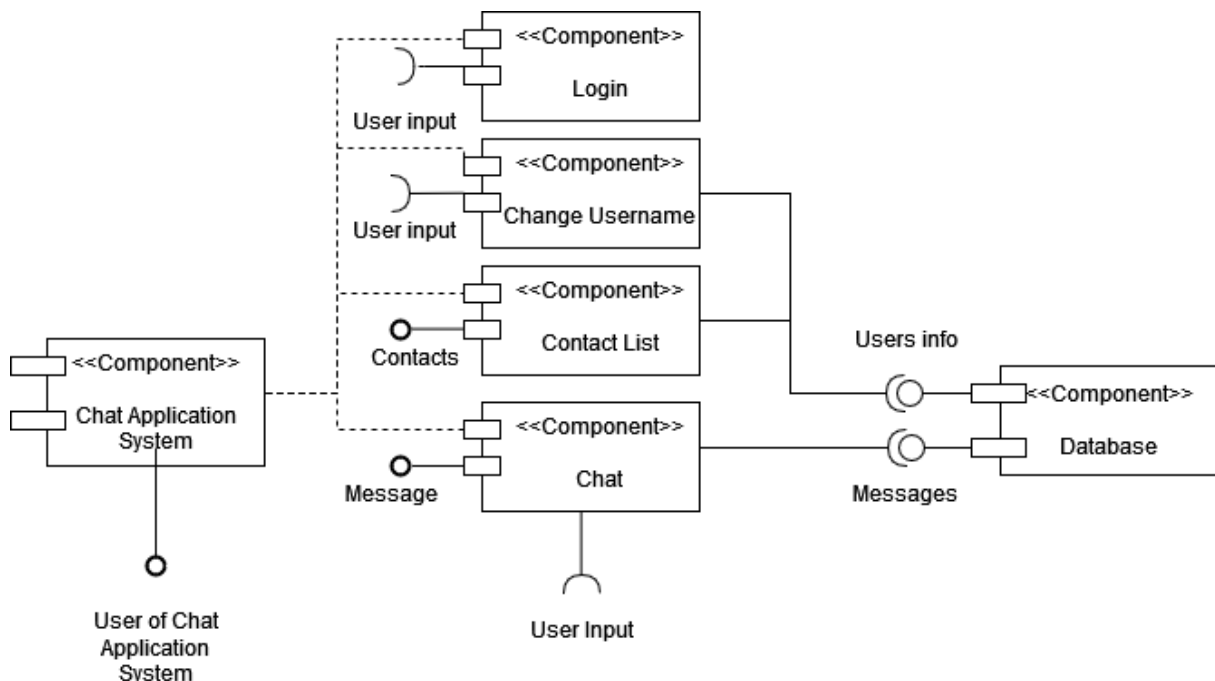 <<Component>>
Login
User input
<<Component>>
Change Username
User input
<<Component>>
Contact List
Contacts
<<Component>>
Chat Application
System
<<Component>>
Chat
Message
Users info
<<Component>>
Database
Messages
User of Chat
Application
System
User Input